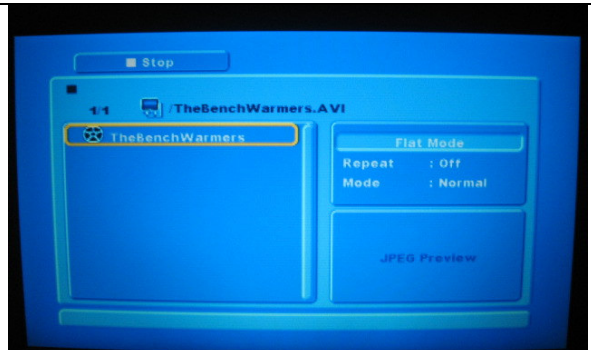 Stop
1/1 /TheBenchWarmers.AVI
TheBenchWarmers
Flat Mode
Repeat : Off
Mode : Normal
JPEG Preview